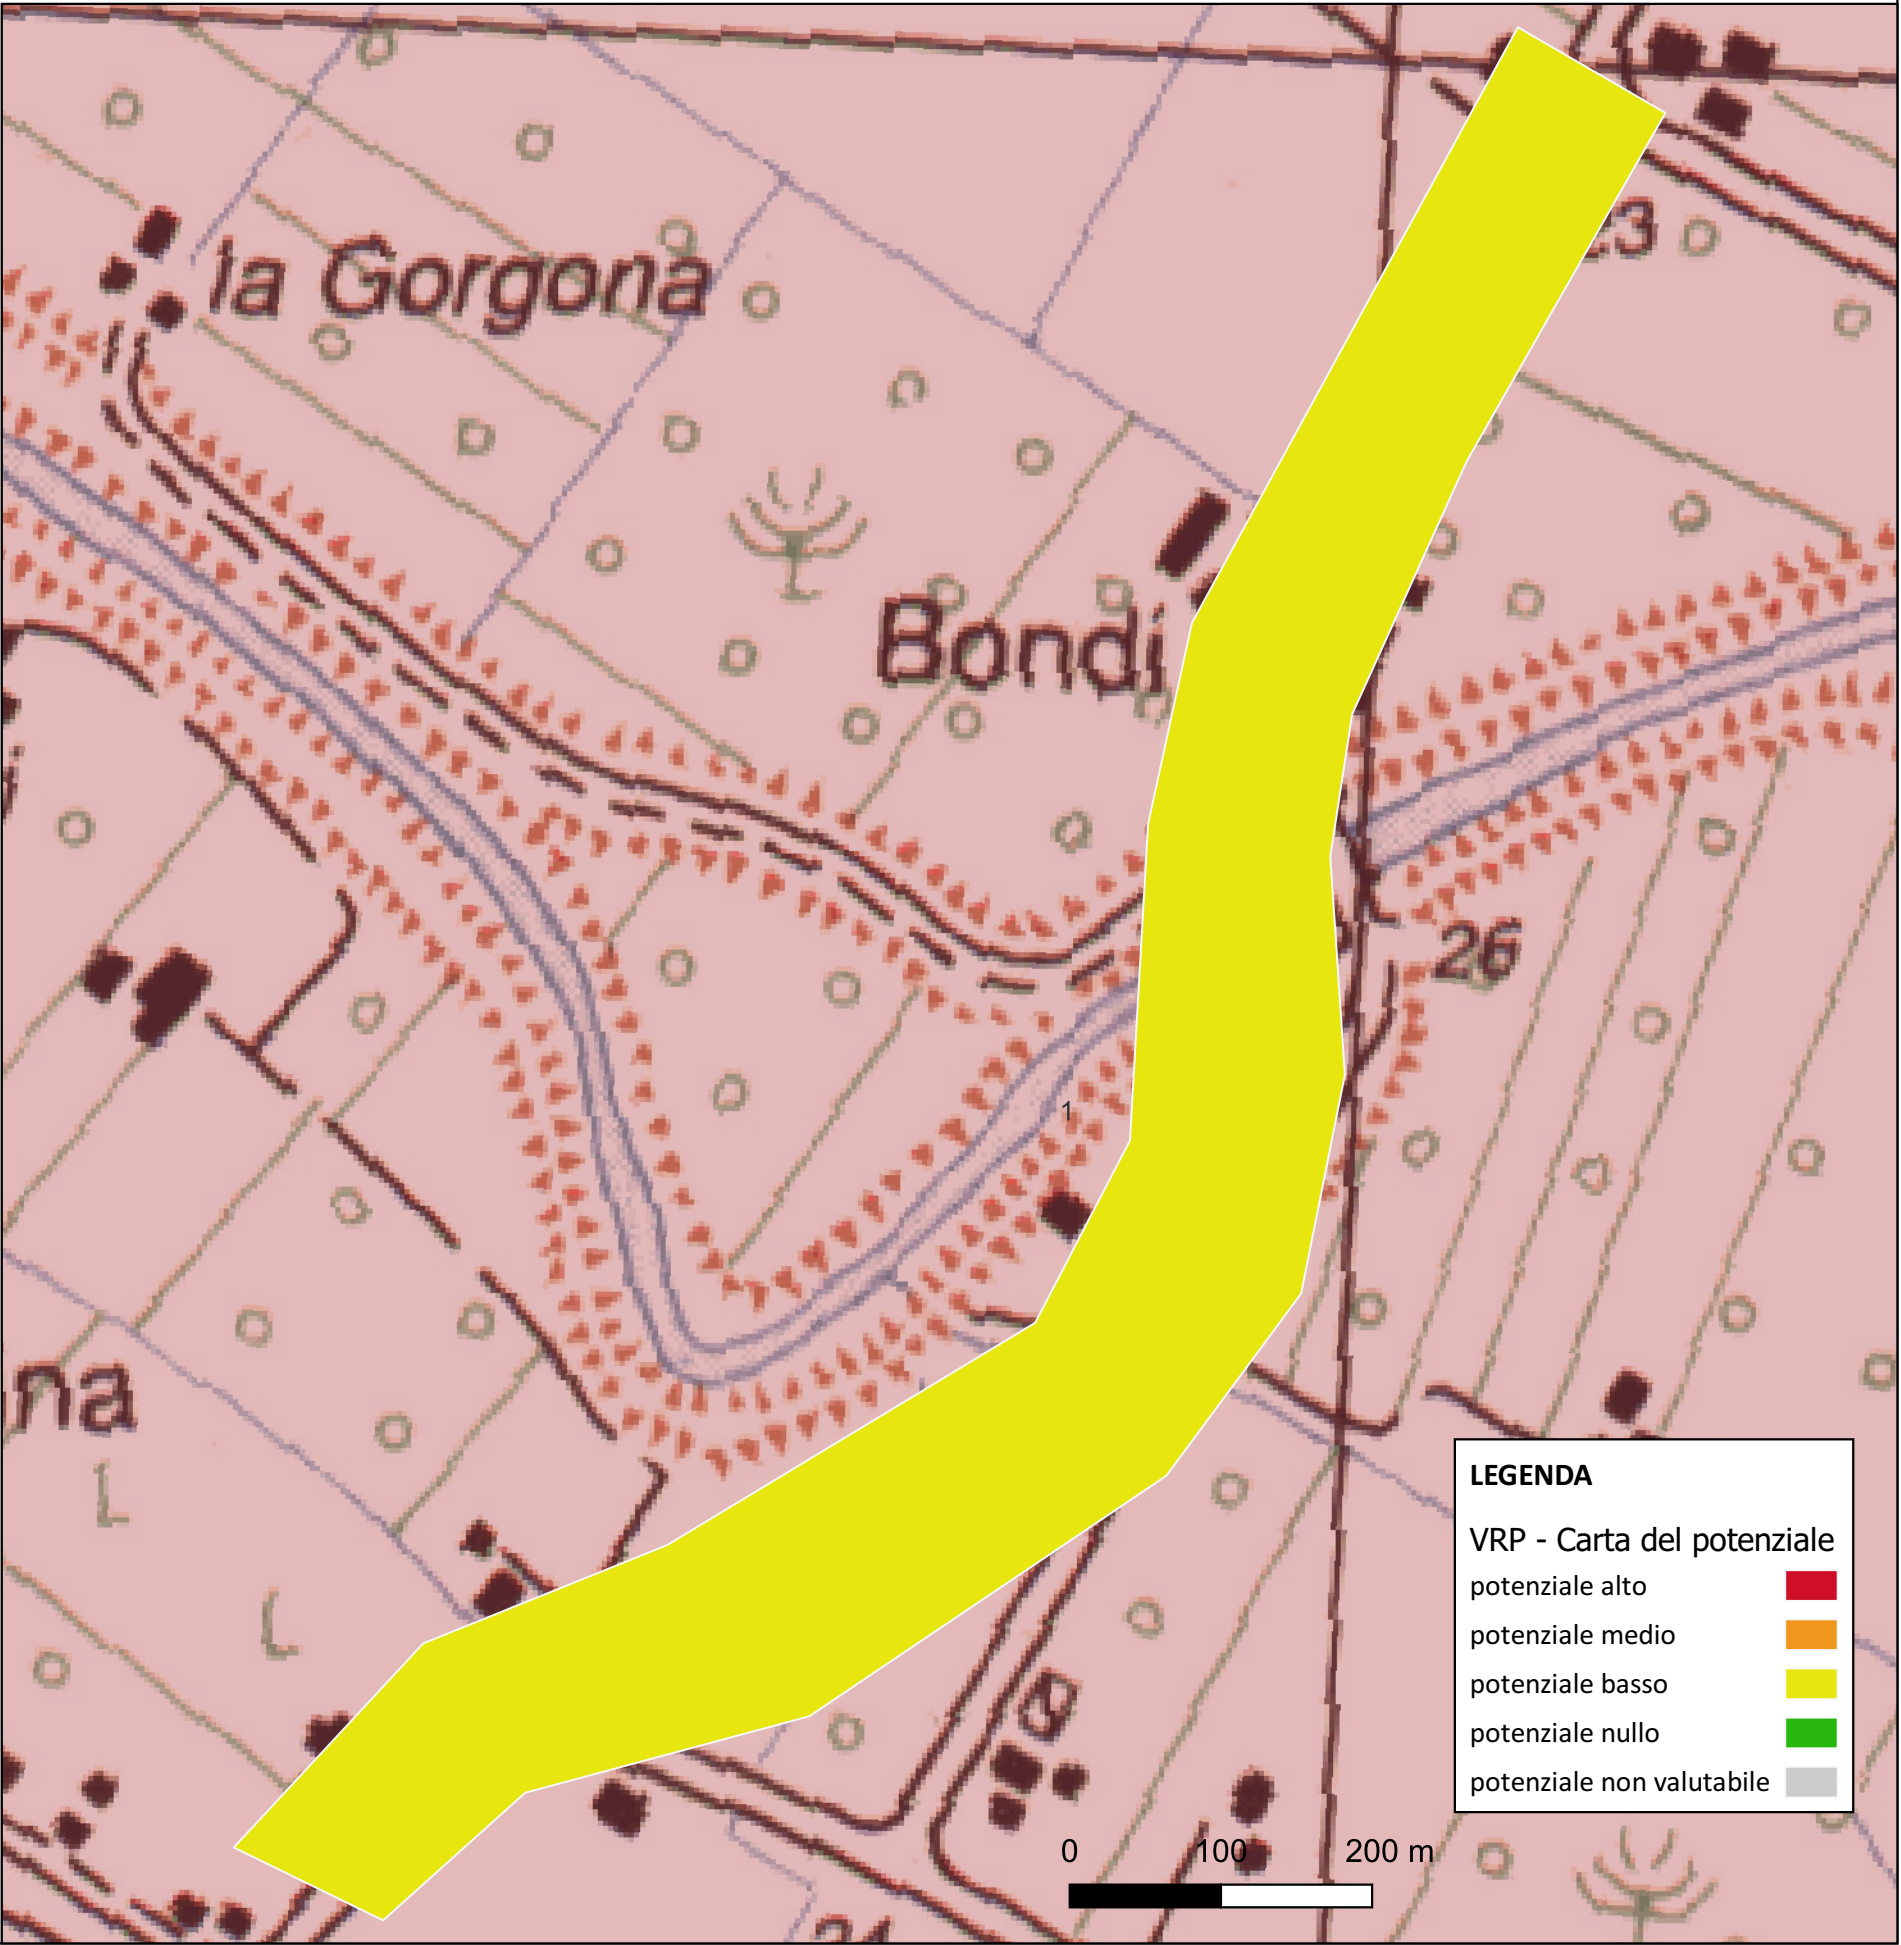 23
la Gorgona
Bondi
26
1
na
LEGENDA
VRP - Carta del potenziale
potenziale alto
potenziale medio
potenziale basso
potenziale nullo
potenziale non valutabile
0 100 200 m